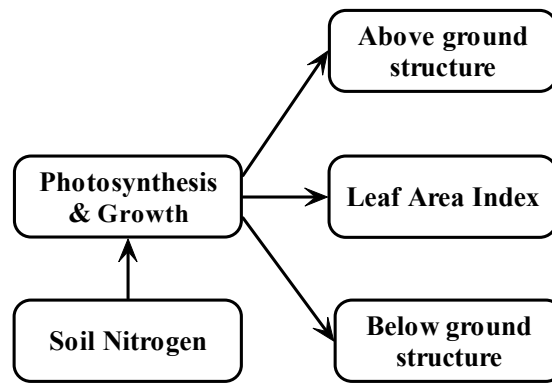 Above ground
structure
Photosynthesis
& Growth
Leaf Area Index
Soil Nitrogen
Below ground
structure